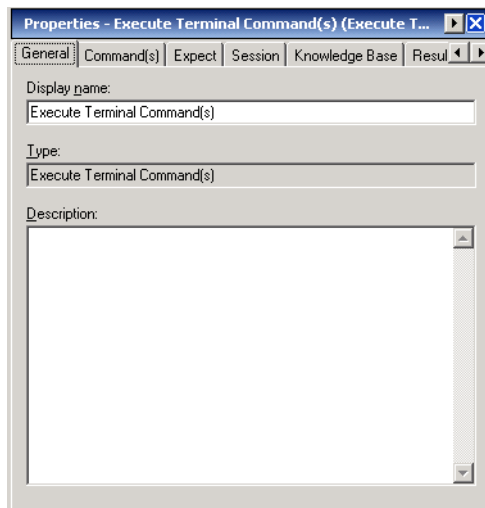 Properties - Execute Terminal Command(s) (Execute T...
General Command(s) Expect Session Knowledge Base Resul
Display name:
Execute Terminal Command(s)
Type:
Execute Terminal Command(s)
Description: